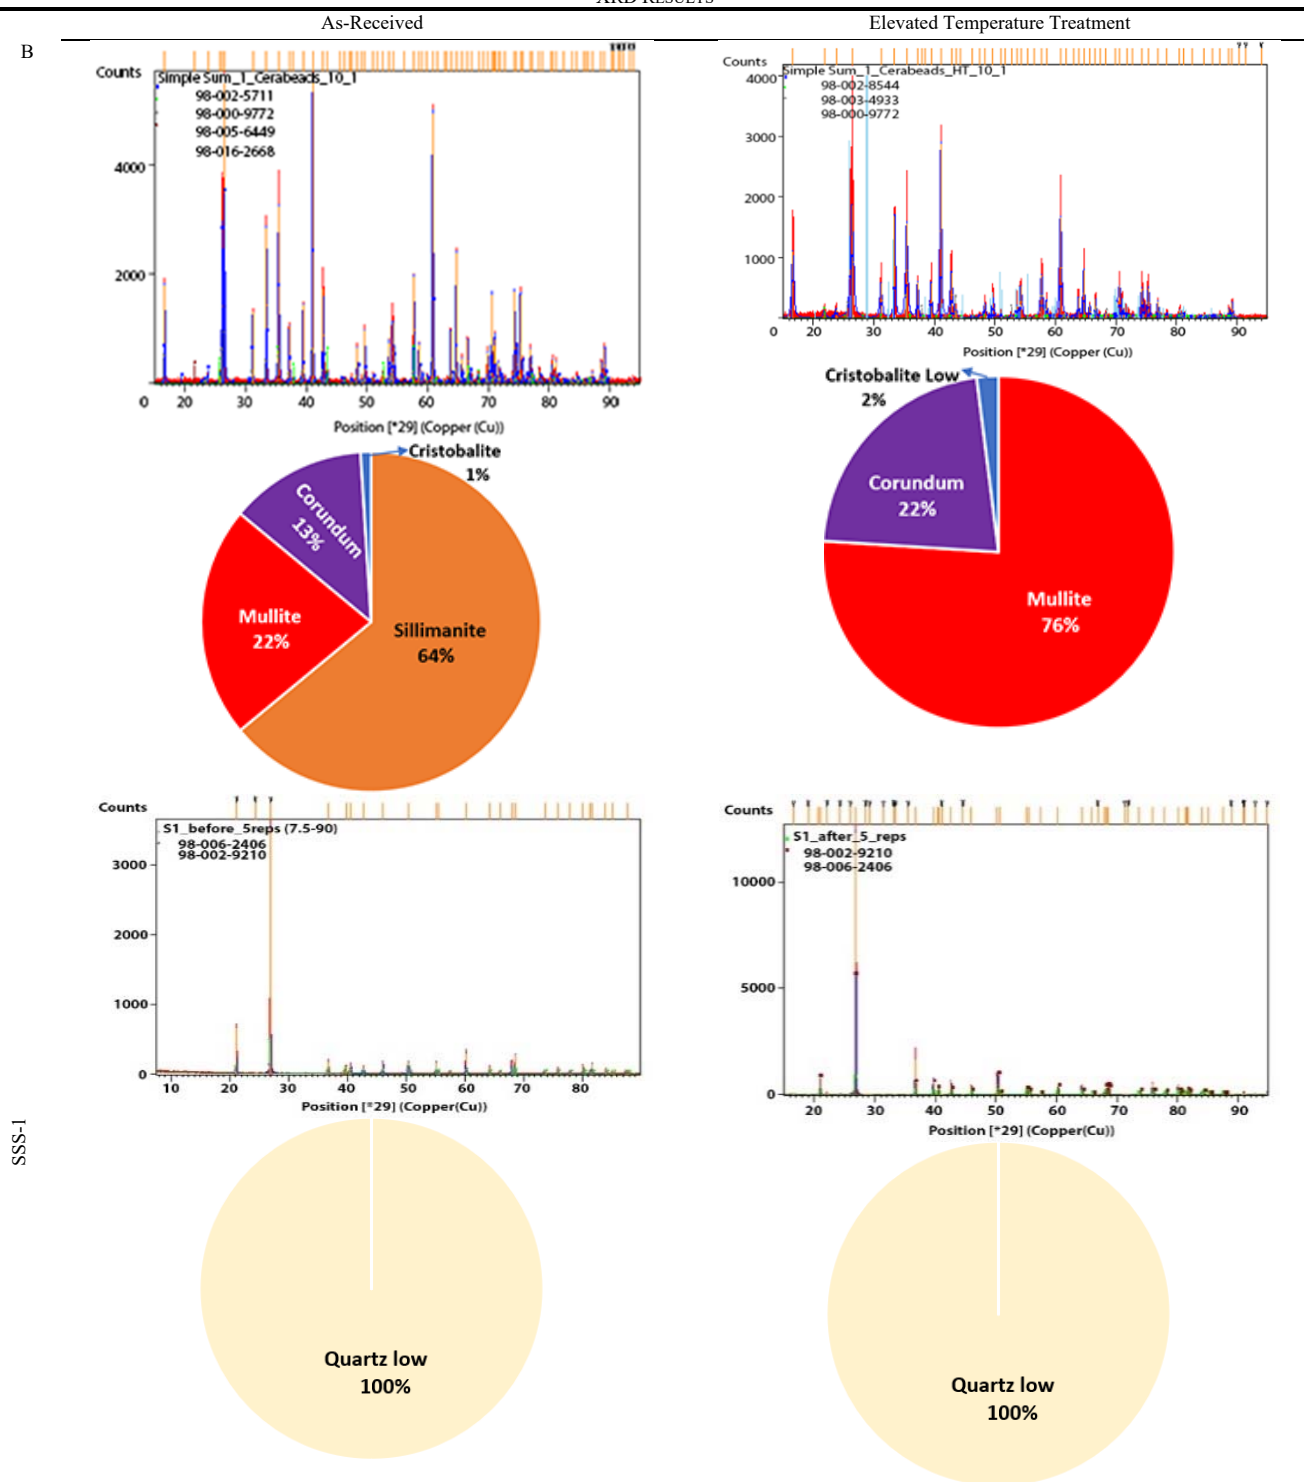 XRD RESULTS
As-Received
Elevated Temperature Treatment
B
Counts
Simple Sum_1_Cerabeads_10_1
98-002-5711
98-000-9772
98-005-6449
98-016-2668
4000
2000
0 20 30 40 50 60 70 80 90
Position [*29] (Copper (Cu))
Counts
Simple Sum_1_Cerabeads_HT_10_1
98-002-8544
98-003-4933
98-000-9772
4000
3000
2000
1000
0
20 30 40 50 60 70 80 90
Position [*29] (Copper (Cu))
Cristobalite
1%
Corundum
13%
Mullite
22%
Sillimanite
64%
Cristobalite Low
2%
Corundum
22%
Mullite
76%
SSS-1
Counts
S1_before_5reps (7.5-90)
98-006-2406
98-002-9210
3000
2000
1000
0
10 20 30 40 50 60 70 80
Position [*29] (Copper(Cu))
Counts
S1_after_5_reps
98-002-9210
98-006-2406
10000
5000
0
20 30 40 50 60 70 80 90
Position [*29] (Copper(Cu))
Quartz low
100%
Quartz low
100%